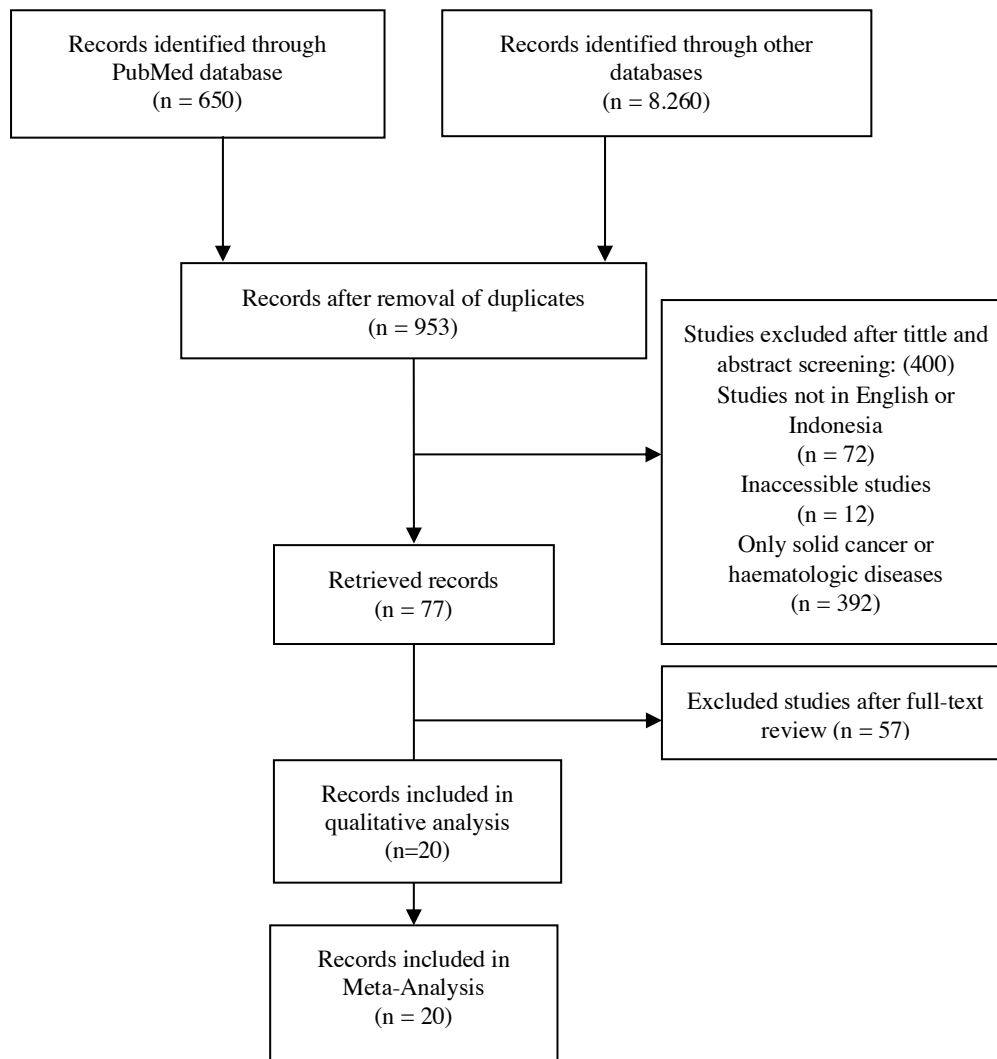 Records identified through
PubMed database
(n = 650)
Records identified through other
databases
(n = 8.260)
Records after removal of duplicates
(n = 953)
Studies excluded after tittle and
abstract screening: (400)
Studies not in English or
Indonesia
(n = 72)
Inaccessible studies
(n = 12)
Only solid cancer or
haematologic diseases
(n = 392)
Retrieved records
(n = 77)
Excluded studies after full-text
review (n = 57)
Records included in
qualitative analysis
(n=20)
Records included in
Meta-Analysis
(n = 20)